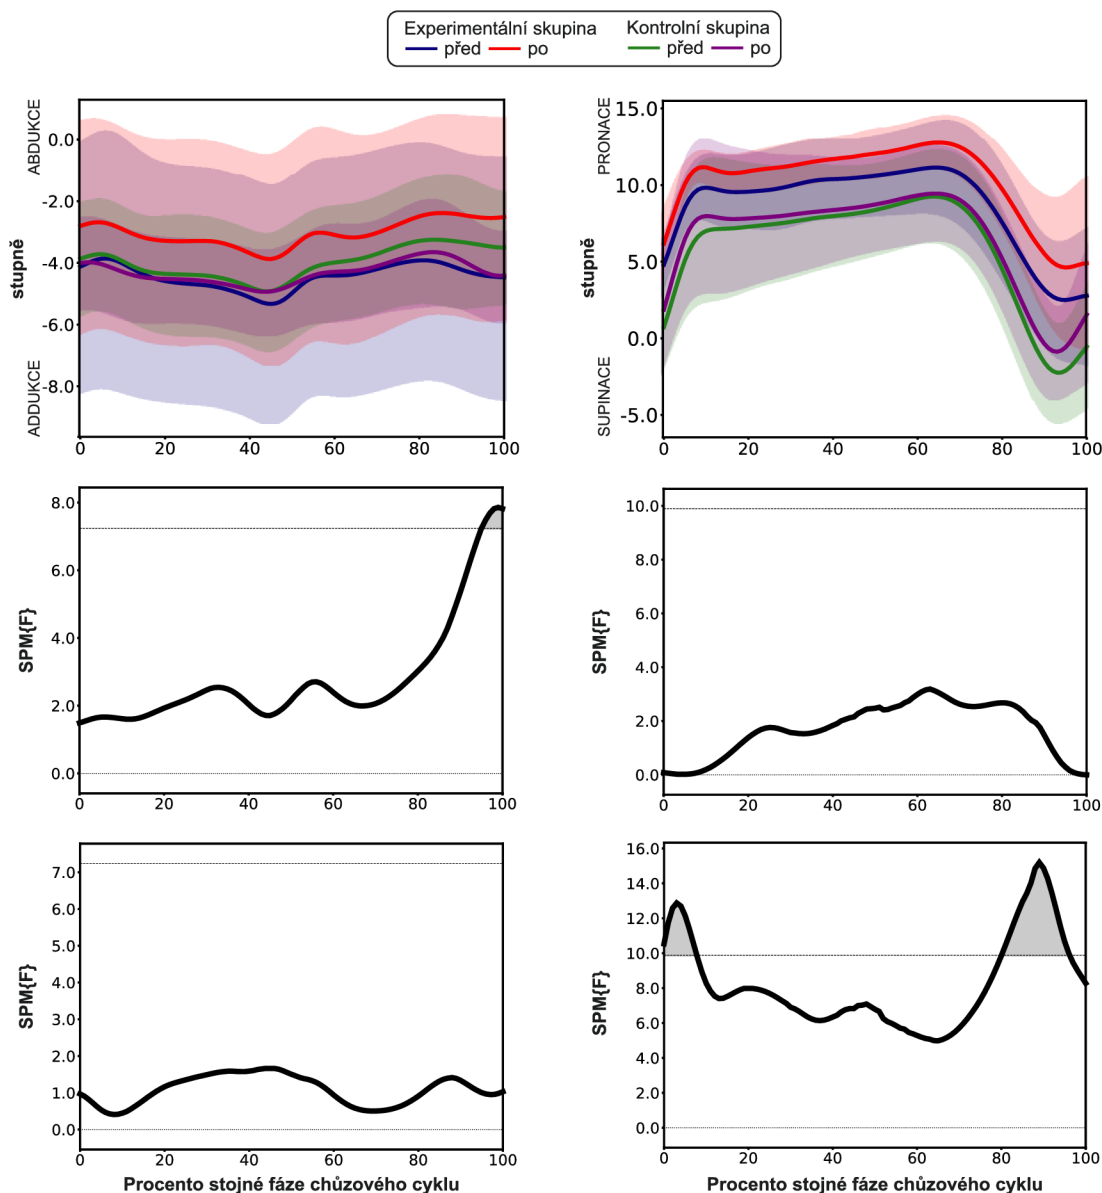 Experimentální skupina Kontrolní skupina
před po před po
ABDUKCE
stupně
ADDUKCE
0.0
-2.0
-4.0
-6.0
-8.0
0 20 40 60 80 100
PRONACE
stupně
SUPINACE
15.0
10.0
5.0
0.0
-5.0
0 20 40 60 80 100
SPM{F}
8.0
6.0
4.0
2.0
0.0
0 20 40 60 80 100
SPM{F}
10.0
8.0
6.0
4.0
2.0
0.0
0 20 40 60 80 100
SPM{F}
7.0
6.0
5.0
4.0
3.0
2.0
1.0
0.0
0 20 40 60 80 100
Procento stojné fáze chůzového cyklu
SPM{F}
16.0
14.0
12.0
10.0
8.0
6.0
4.0
2.0
0.0
0 20 40 60 80 100
Procento stojné fáze chůzového cyklu